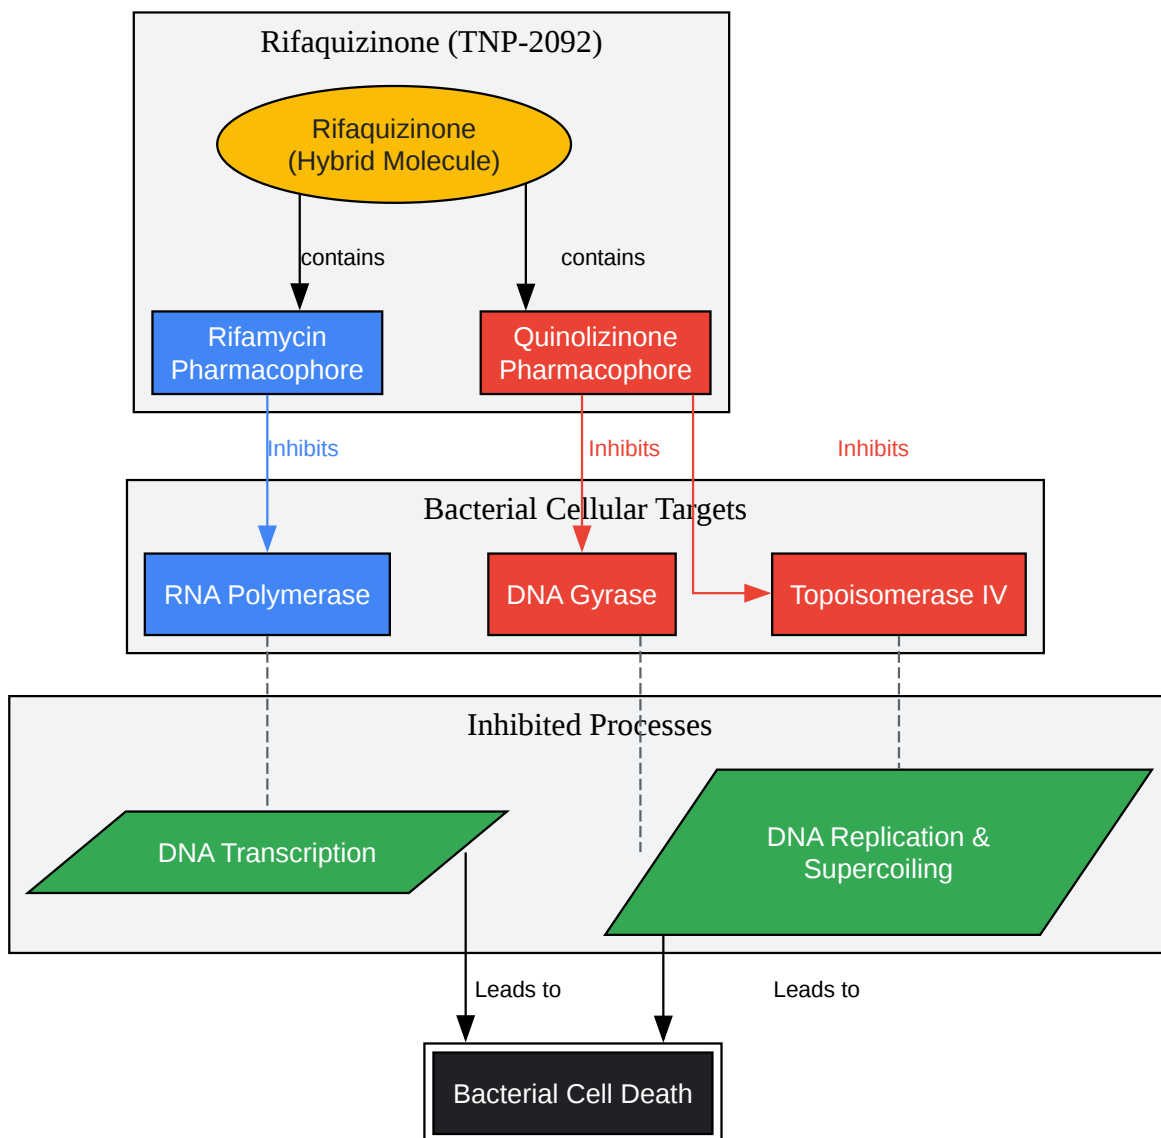 Rifaquizinone (TNP-2092)
Rifaquizinone
(Hybrid Molecule)
contains
contains
Rifamycin
Pharmacophore
Quinolizinone
Pharmacophore
Inhibits
Inhibits
Inhibits
Bacterial Cellular Targets
RNA Polymerase
DNA Gyrase
Topoisomerase IV
Inhibited Processes
DNA Transcription
DNA Replication &
Supercoiling
Leads to
Leads to
Bacterial Cell Death